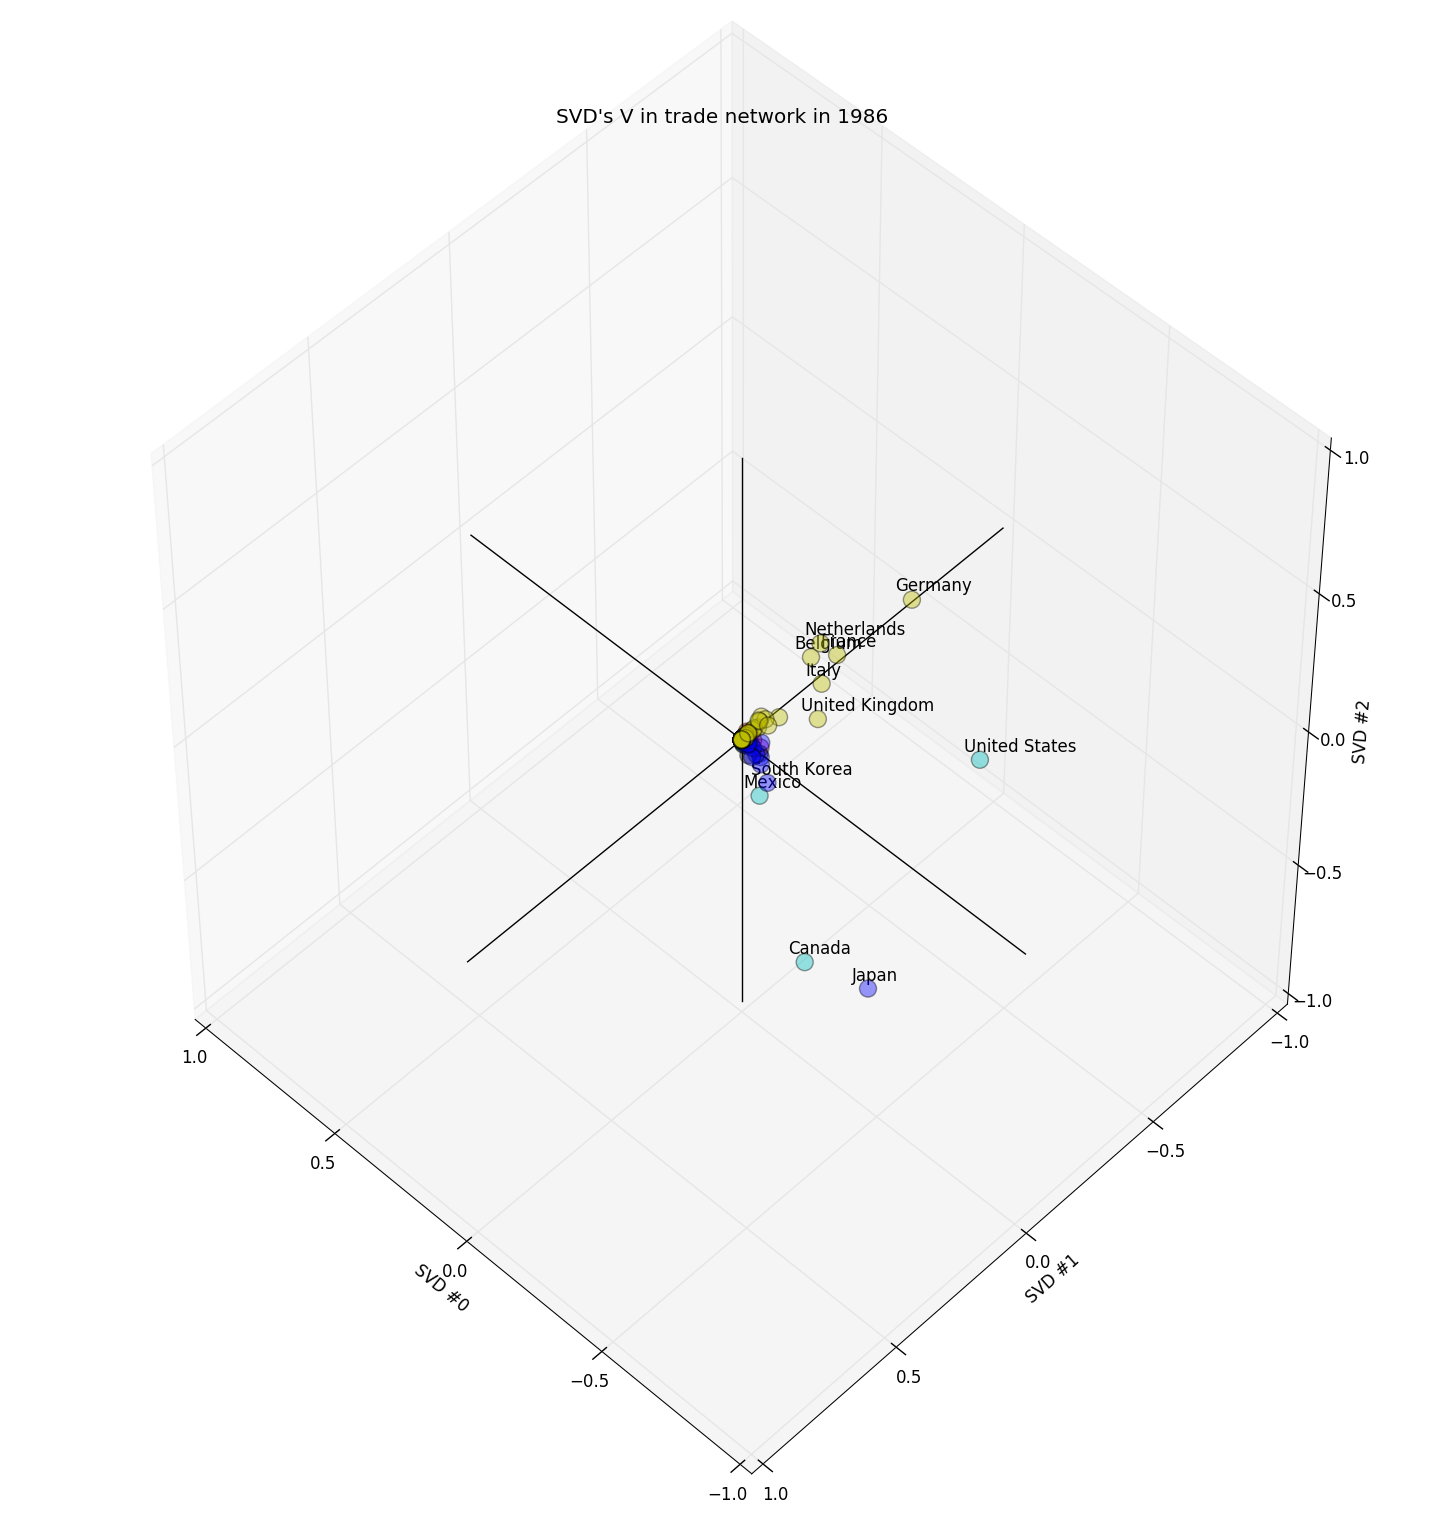 SVD's V in trade network in 1986
1.0
Germany
0.5
Netherlands
Belgium
France
Italy
United Kingdom
SVD #2
0.0
United States
South Korea
Mexico
−0.5
Canada
Japan
−1.0
1.0
−1.0
0.5
−0.5
0.0
SVD #0
0.0
SVD #1
−0.5
0.5
−1.0
1.0